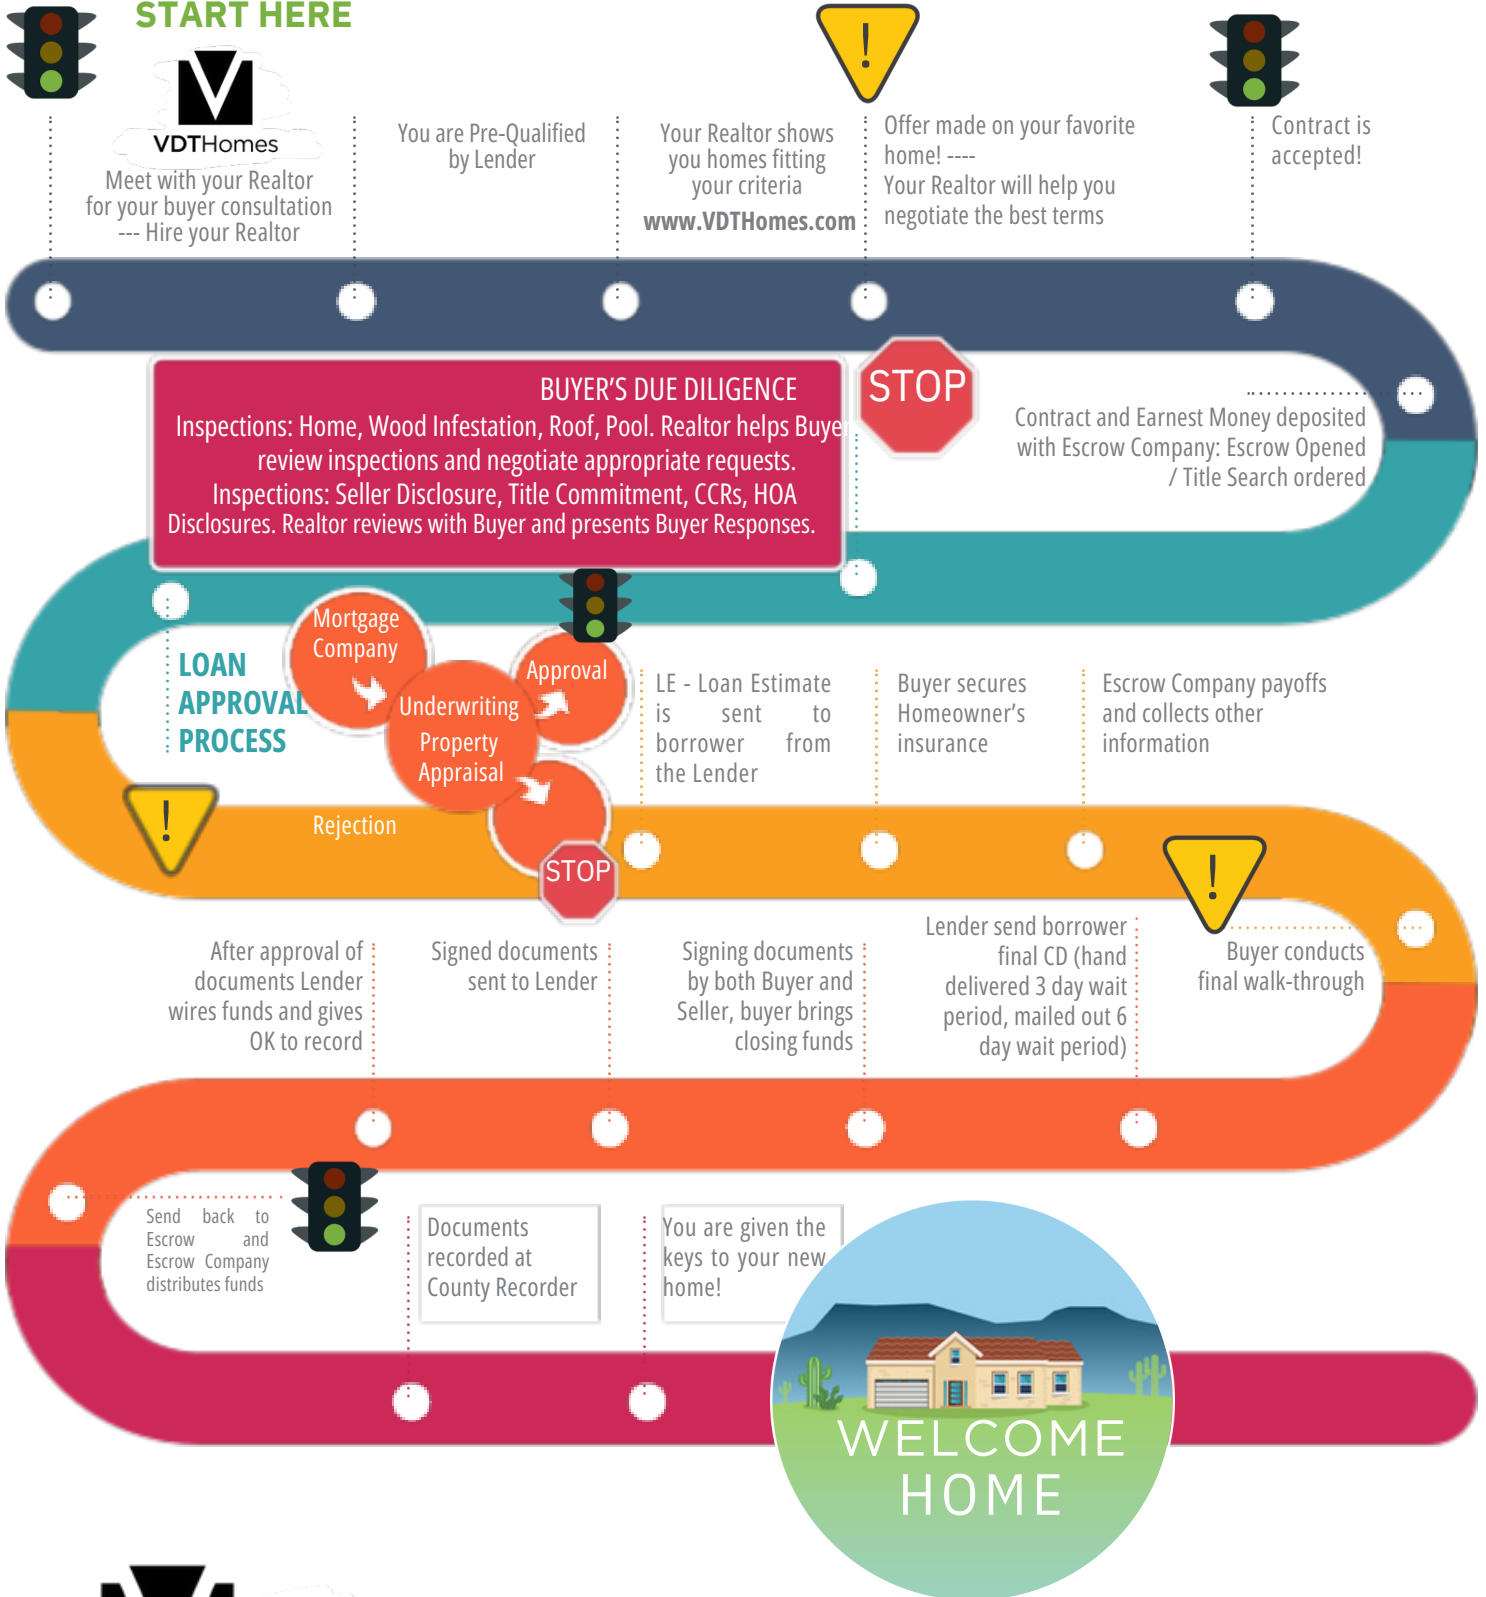 START HERE
VDTHomes
Meet with your Realtor
for your buyer consultation
--- Hire your Realtor
You are Pre-Qualified
by Lender
Your Realtor shows
you homes fitting
your criteria
www.VDTHomes.com
!
Offer made on your favorite
home! ----
Your Realtor will help you
negotiate the best terms
Contract is
accepted!
Contract and Earnest Money deposited
with Escrow Company: Escrow Opened
/ Title Search ordered
STOP
BUYER'S DUE DILIGENCE
Inspections: Home, Wood Infestation, Roof, Pool. Realtor helps Buyer
review inspections and negotiate appropriate requests.
Inspections: Seller Disclosure, Title Commitment, CCRs, HOA
Disclosures. Realtor reviews with Buyer and presents Buyer Responses.
LOAN
APPROVAL
PROCESS
Mortgage
Company
Underwriting
Property
Appraisal
Approval
!
Rejection
STOP
LE - Loan Estimate
is sent to
borrower from
the Lender
Buyer secures
Homeowner's
insurance
Escrow Company payoffs
and collects other
information
!
Buyer conducts
final walk-through
Lender send borrower
final CD (hand
delivered 3 day wait
period, mailed out 6
day wait period)
Signing documents
by both Buyer and
Seller, buyer brings
closing funds
Signed documents
sent to Lender
After approval of
documents Lender
wires funds and gives
OK to record
Send back to
Escrow and
Escrow Company
distributes funds
Documents
recorded at
County Recorder
You are given the
keys to your new
home!
WELCOME
HOME